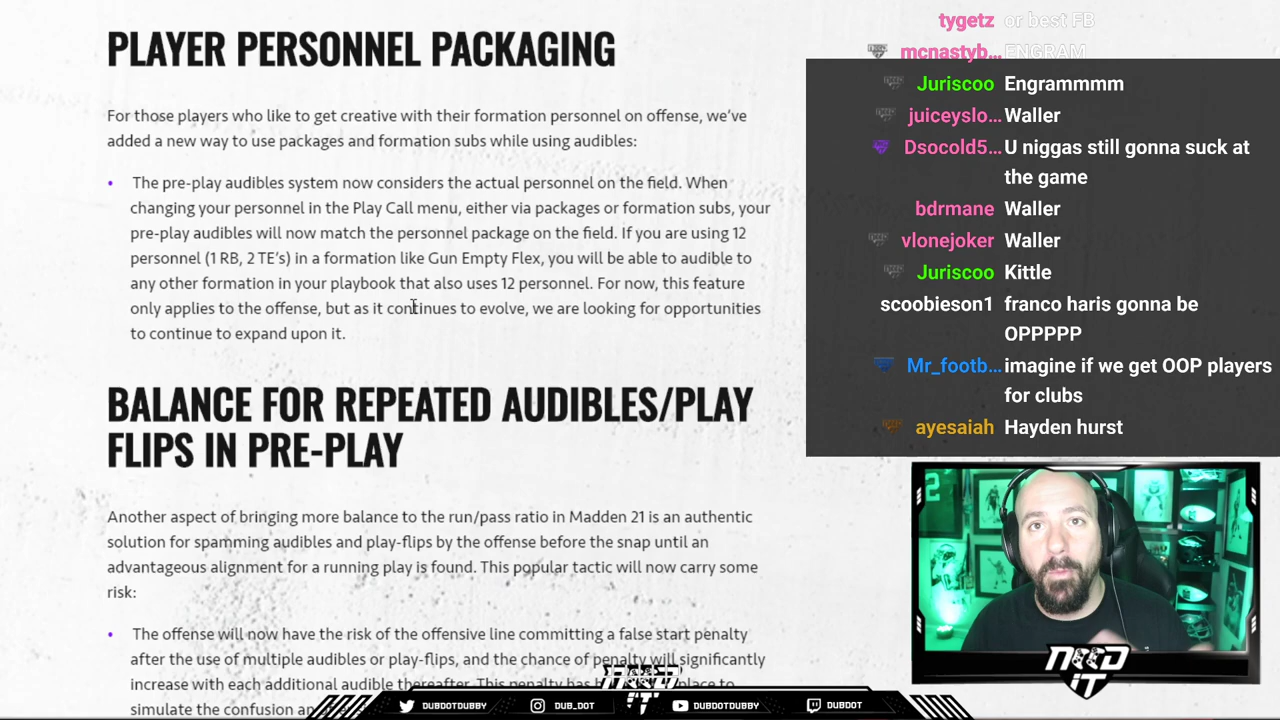 PLAYER PERSONNEL PACKAGING
For those players who like to get creative with their formation personnel on offense, we've
added a new way to use packages and formation subs while using audibles:
• The pre-play audibles system now considers the actual personnel on the field. When
changing your personnel in the Play Call menu, either via packages or formation subs, your
pre-play audibles will now match the personnel package on the field. If you are using 12
personnel (1 RB, 2 TE's) in a formation like Gun Empty Flex, you will be able to audible to
any other formation in your playbook that also uses 12 personnel. For now, this feature
only applies to the offense, but as it continues to evolve, we are looking for opportunities
to continue to expand upon it.
BALANCE FOR REPEATED AUDIBLES/PLAY
FLIPS IN PRE-PLAY
Another aspect of bringing more balance to the run/pass ratio in Madden 21 is an authentic
solution for spamming audibles and play-flips by the offense before the snap until an
advantageous alignment for a running play is found. This popular tactic will now carry some
risk:
• The offense will now have the risk of the offensive line committing a false start penalty
after the use of multiple audibles or play-flips, and the chance of penalty will significantly
increase with each additional audible thereafter. This penalty has place to
simulate the confusion
tygetz or best FB
mcnastyb... ENGRAM
Juriscoo Engrammmm
juiceyslo... Waller
Dsocold5... U niggas still gonna suck at
the game
bdrmane Waller
vlonejoker Waller
Juriscoo Kittle
scoobieson1 franco haris gonna be
OPPPPP
Mr_footb... imagine if we get OOP players
for clubs
ayesaiah Hayden hurst
NEED
IT
NEED
IT
DUBDOTDUBBY DUB_DOT DUBDOTDUBBY DUBDOT